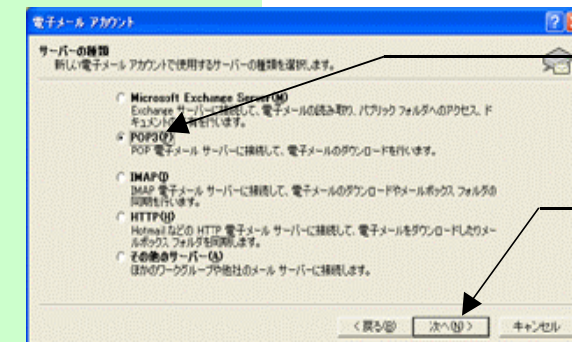 電子メール アカウント
サーバーの種類
新しい電子メール アカウントで使用するサーバーの種類を選択します。
Microsoft Exchange Server(M)
Exchange サーバーに接続して、電子メールの読み取り、パブリック フォルダへのアクセス、ド
キュメントの共有を行います。
POP3(P)
POP 電子メール サーバーに接続して、電子メールのダウンロードを行います。
IMAP(I)
IMAP 電子メール サーバーに接続して、電子メールのダウンロードやメールボックス フォルダの
同期を行います。
HTTP(H)
Hotmail などの HTTP 電子メール サーバーに接続して、電子メールをダウンロードしたりメー
ルボックス フォルダを同期します。
その他のサーバー(A)
ほかのワークグループや他社のメール サーバーに接続します。
< 戻る(B) 次へ(N) > キャンセル